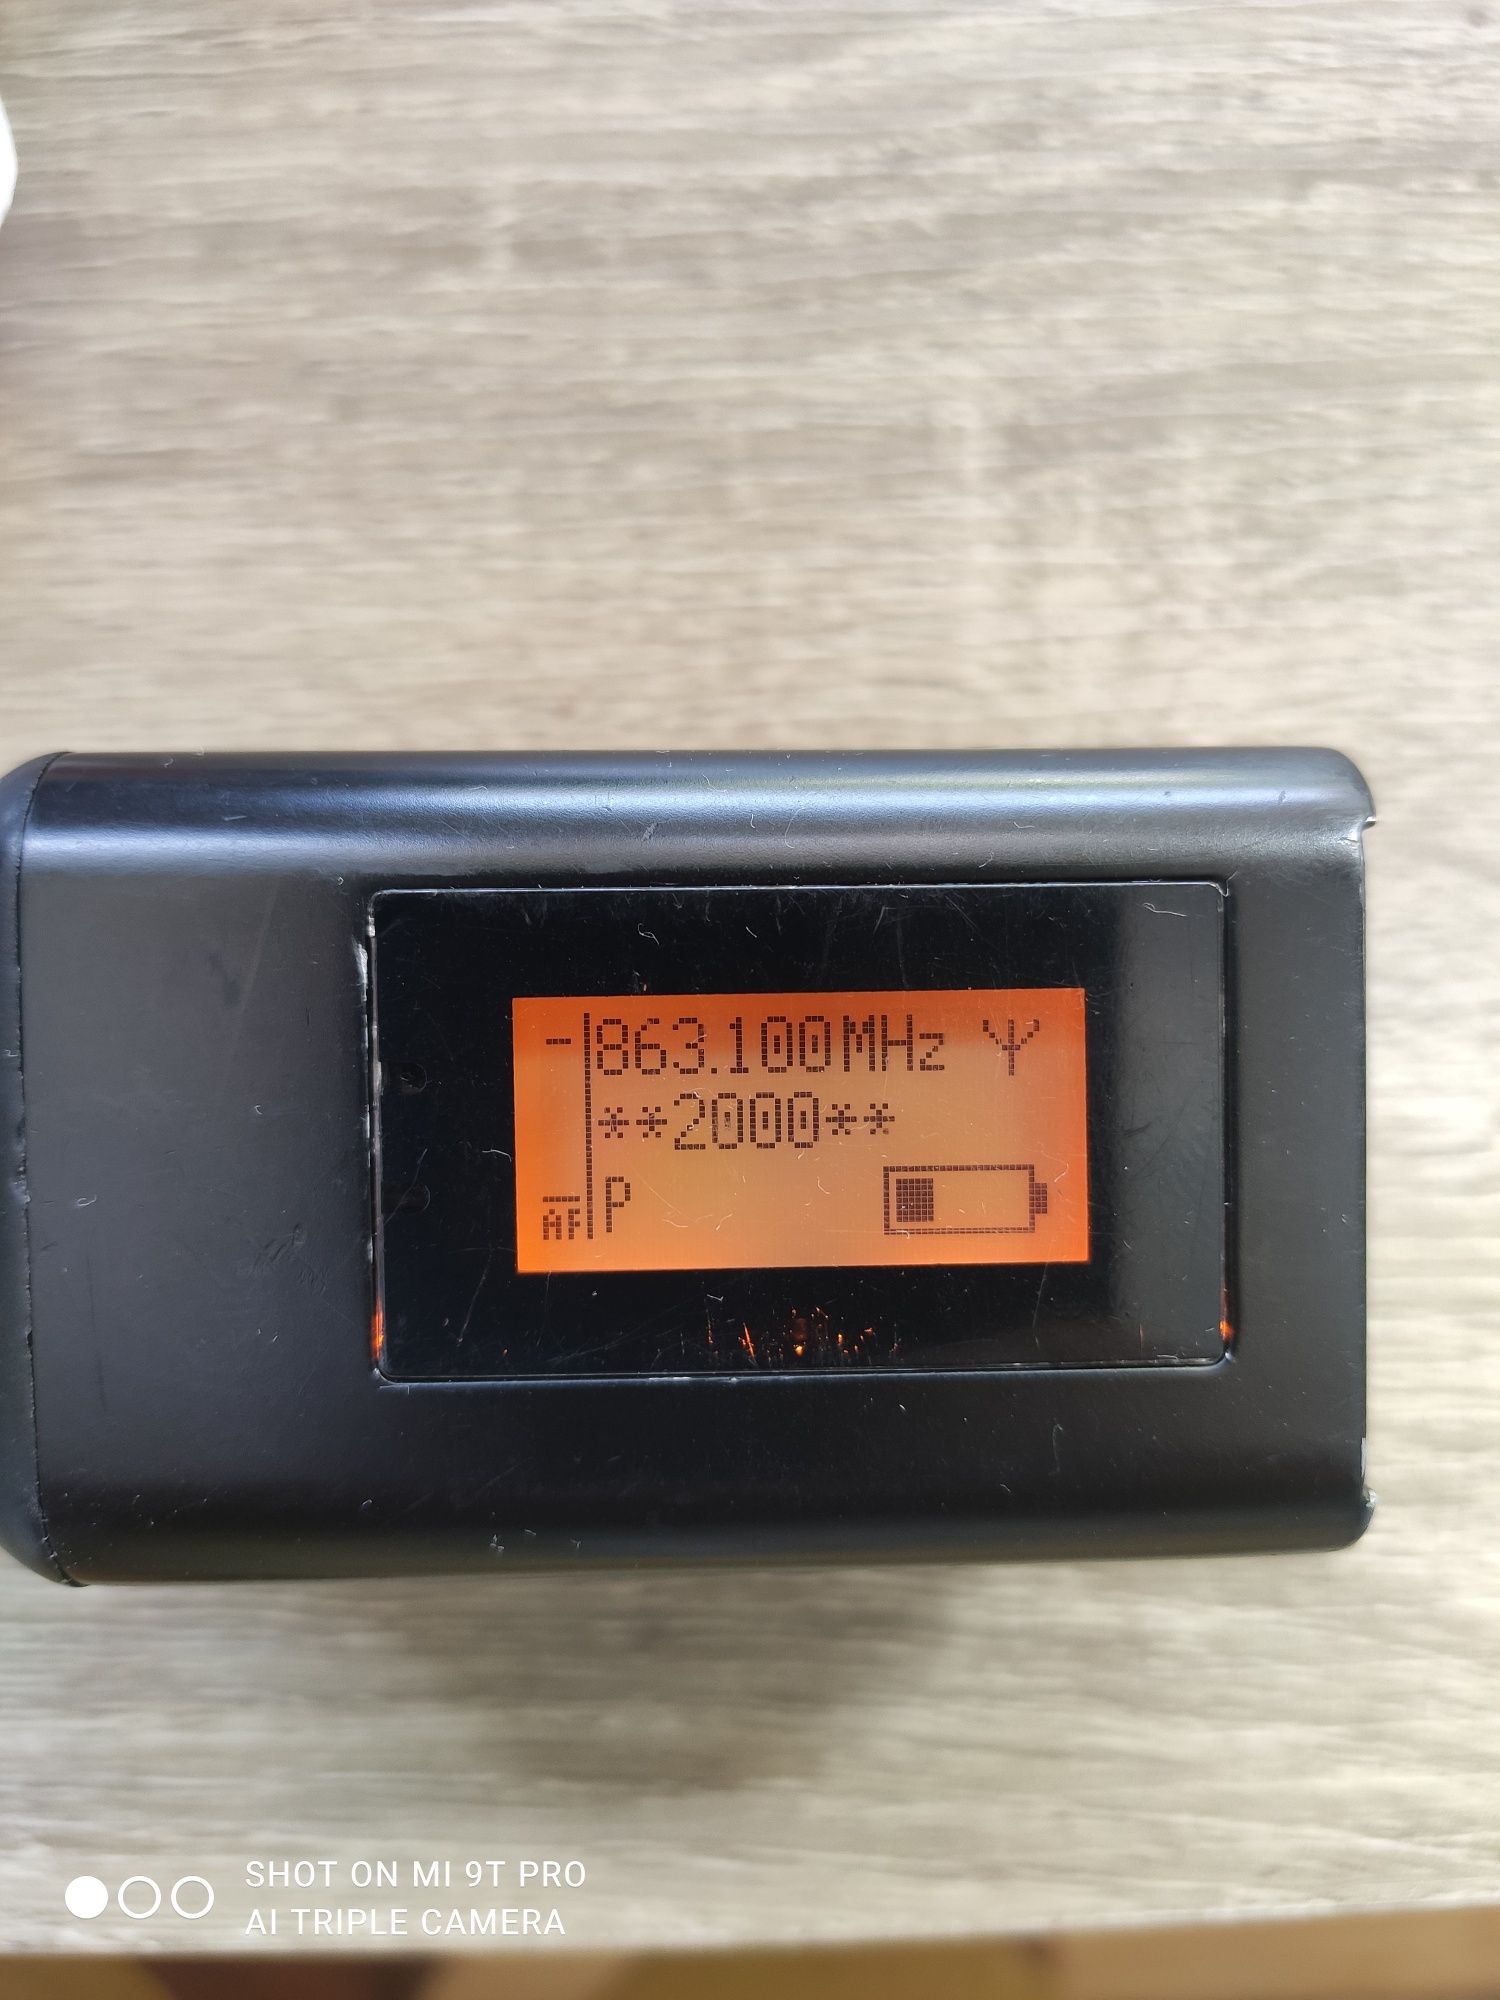 863.100MHz
**2000**
AF P
SHOT ON MI 9T PRO
AI TRIPLE CAMERA